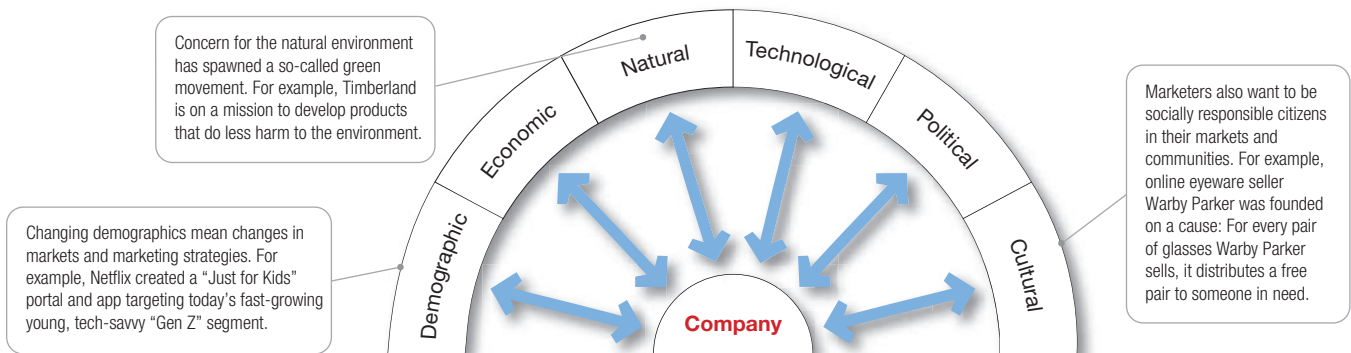 Concern for the natural environment
has spawned a so-called green
movement. For example, Timberland
is on a mission to develop products
that do less harm to the environment.
Changing demographics mean changes in
markets and marketing strategies. For
example, Netflix created a “Just for Kids”
portal and app targeting today’s fast-growing
young, tech-savvy “Gen Z” segment.
Demographic
Economic
Natural
Technological
Political
Cultural
Company
Marketers also want to be
socially responsible citizens
in their markets and
communities. For example,
online eyeware seller
Warby Parker was founded
on a cause: For every pair
of glasses Warby Parker
sells, it distributes a free
pair to someone in need.